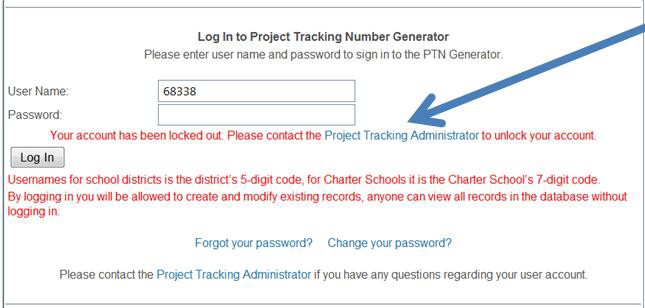 Log In to Project Tracking Number Generator
Please enter user name and password to sign in to the PTN Generator.
User Name: 68338
Password:
Your account has been locked out. Please contact the Project Tracking Administrator to unlock your account.
Log In
Usernames for school districts is the district's 5-digit code, for Charter Schools it is the Charter School's 7-digit code.
By logging in you will be allowed to create and modify existing records, anyone can view all records in the database without
logging in.
Forgot your password? Change your password?
Please contact the Project Tracking Administrator if you have any questions regarding your user account.